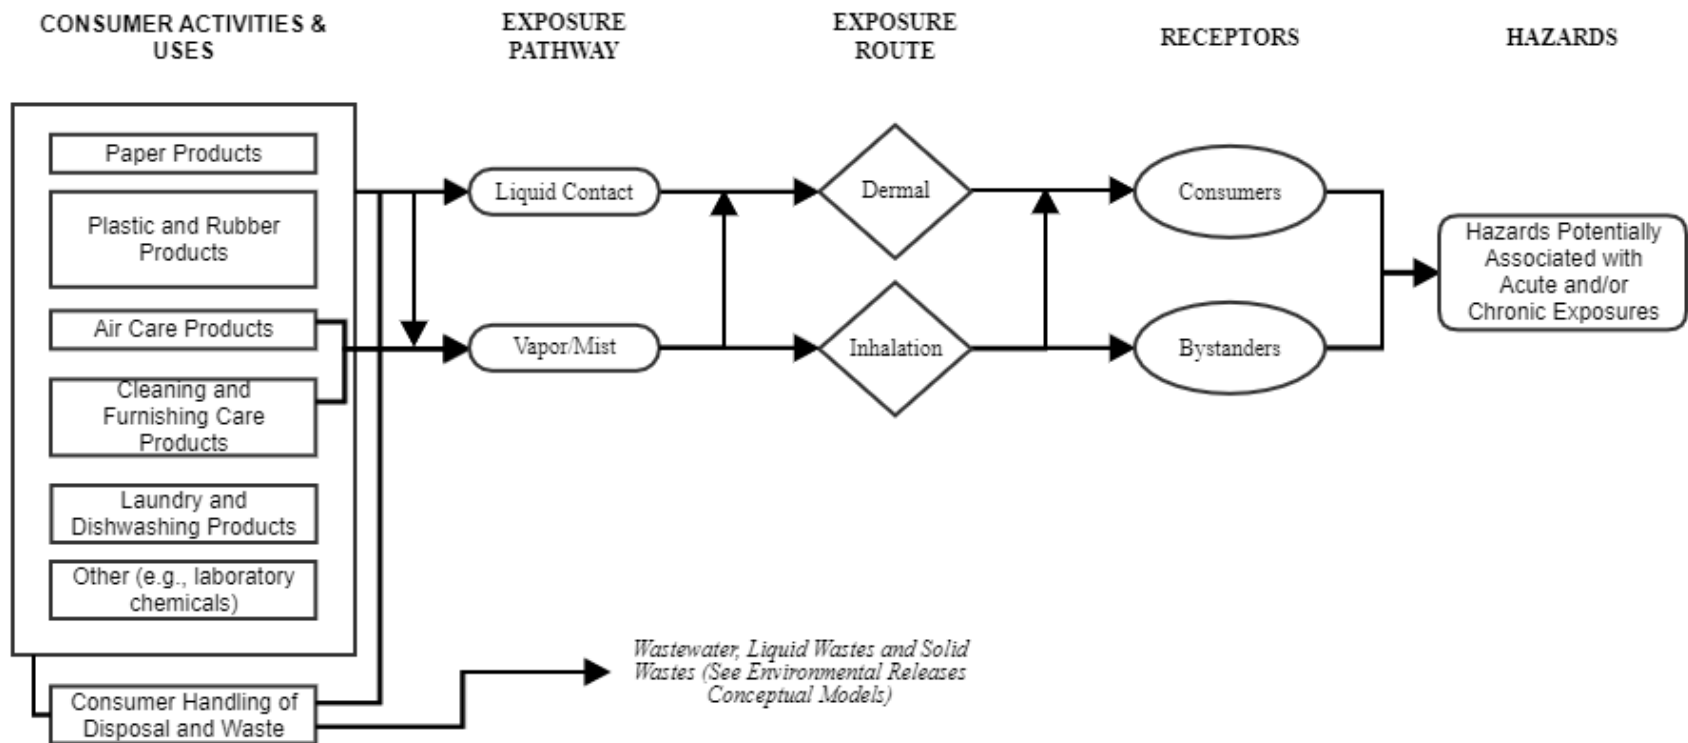 CONSUMER ACTIVITIES &
USES
EXPOSURE
PATHWAY
EXPOSURE
ROUTE
RECEPTORS
HAZARDS
Paper Products
Plastic and Rubber
Products
Air Care Products
Cleaning and
Furnishing Care
Products
Laundry and
Dishwashing Products
Other (e.g., laboratory
chemicals)
Consumer Handling of
Disposal and Waste
Liquid Contact
Vapor/Mist
Dermal
Inhalation
Consumers
Bystanders
Hazards Potentially
Associated with
Acute and/or
Chronic Exposures
Wastewater, Liquid Wastes and Solid
Wastes (See Environmental Releases
Conceptual Models)